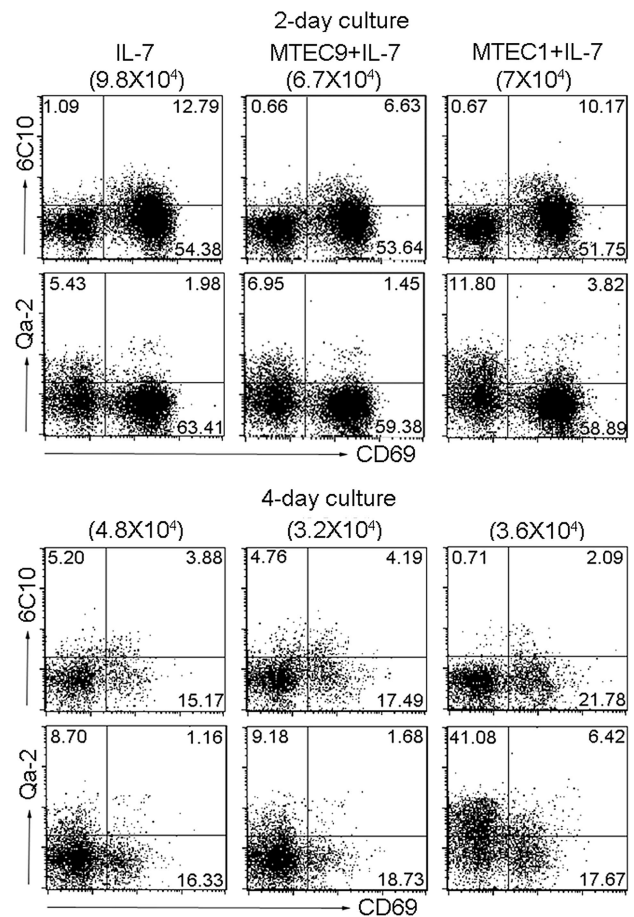 2-day culture
IL-7 MTEC9+IL-7 MTEC1+IL-7
(9.8X10⁴) (6.7X10⁴) (7X10⁴)
6C10
1.09 12.79 0.66 6.63 0.67 10.17
54.38 53.64 51.75
Qa-2
5.43 1.98 6.95 1.45 11.80 3.82
63.41 59.38 58.89
CD69
4-day culture
(4.8X10⁴) (3.2X10⁴) (3.6X10⁴)
6C10
5.20 3.88 4.76 4.19 0.71 2.09
15.17 17.49 21.78
Qa-2
8.70 1.16 9.18 1.68 41.08 6.42
16.33 18.73 17.67
CD69